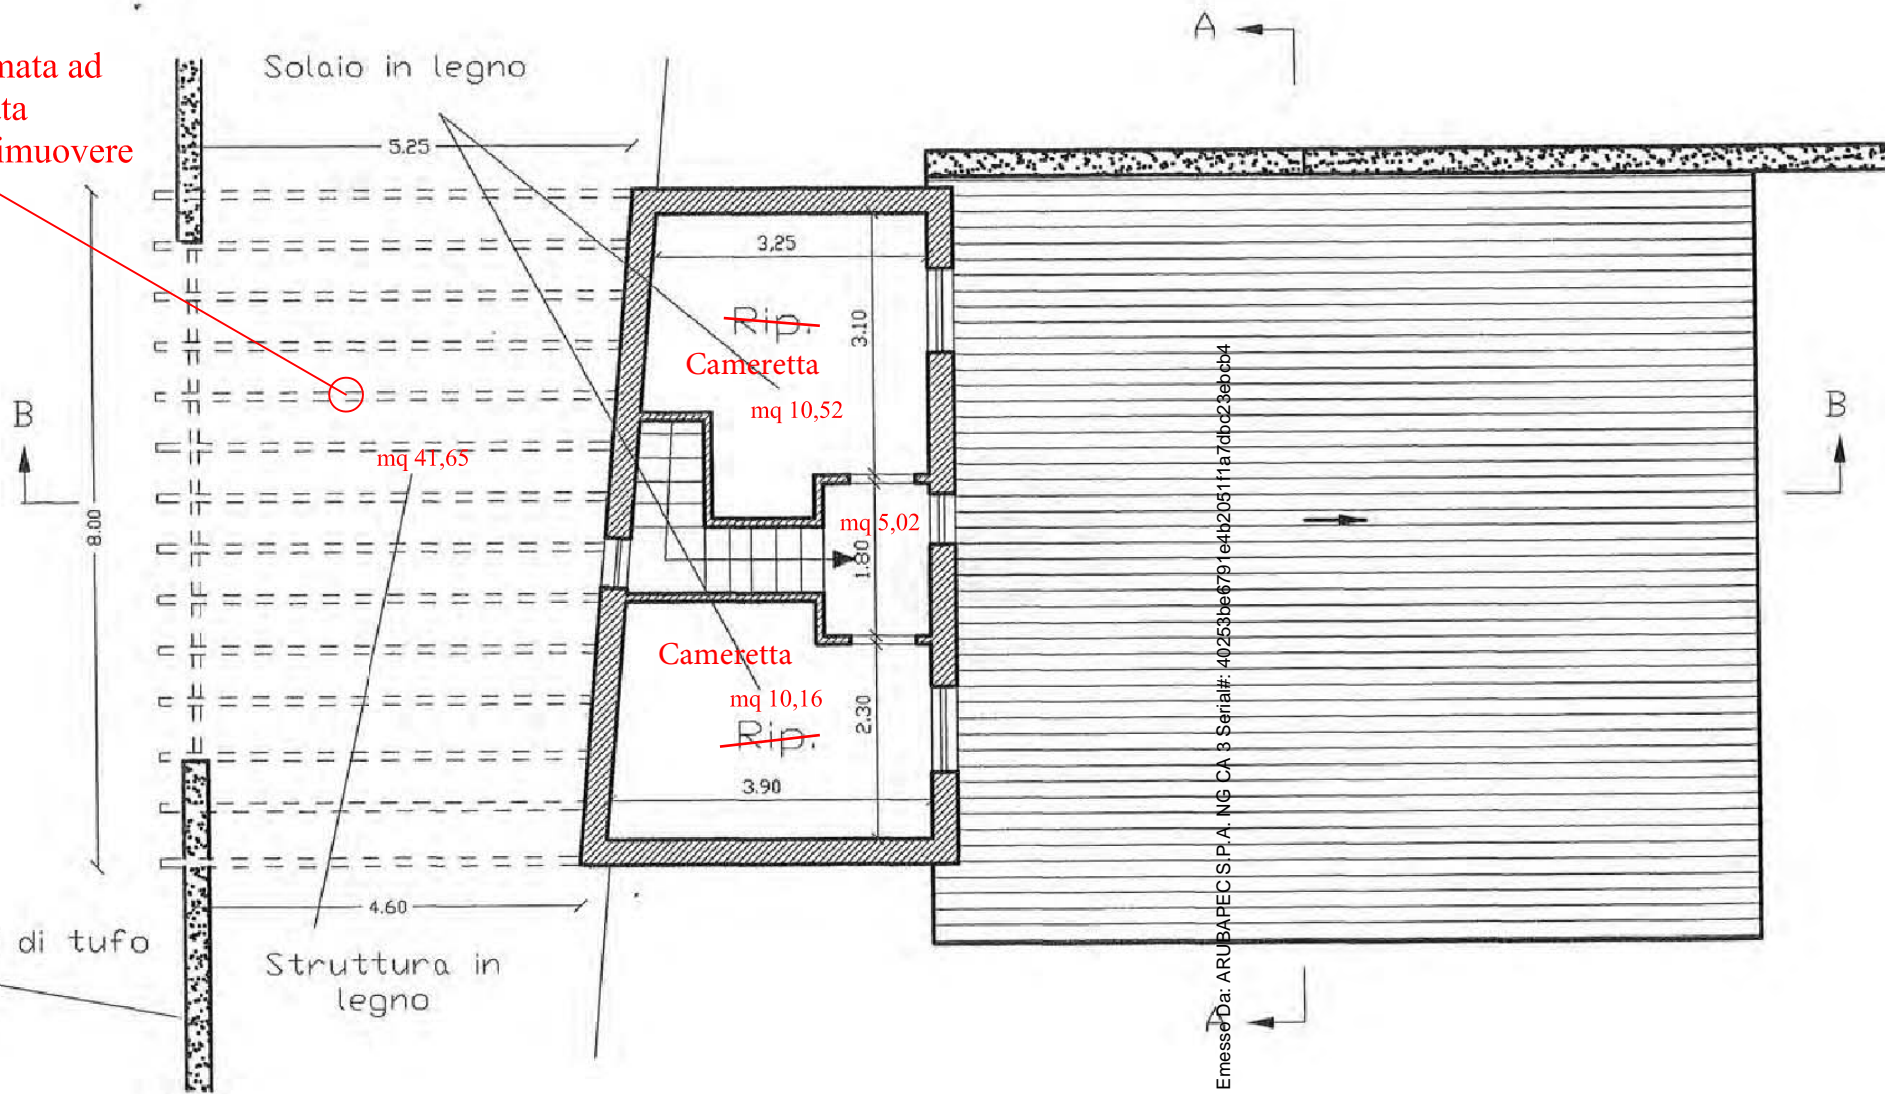 A
mata ad
Solaio in legno
ta
imuovere
5.25
3,25
Rip.
3.10
Cameretta
mq 10,52
B
B
mq 41,65
8.00
mq 5,02
1.80
Cameretta
mq 10,16
2.30
Rip.
3.90
4.60
di tufo
Struttura in
legno
A
Emesso Da: ARUBAPEC S.P.A. NG CA 3 Serial#: 40253be6791e4b2051f1a7dbd23ebcb4